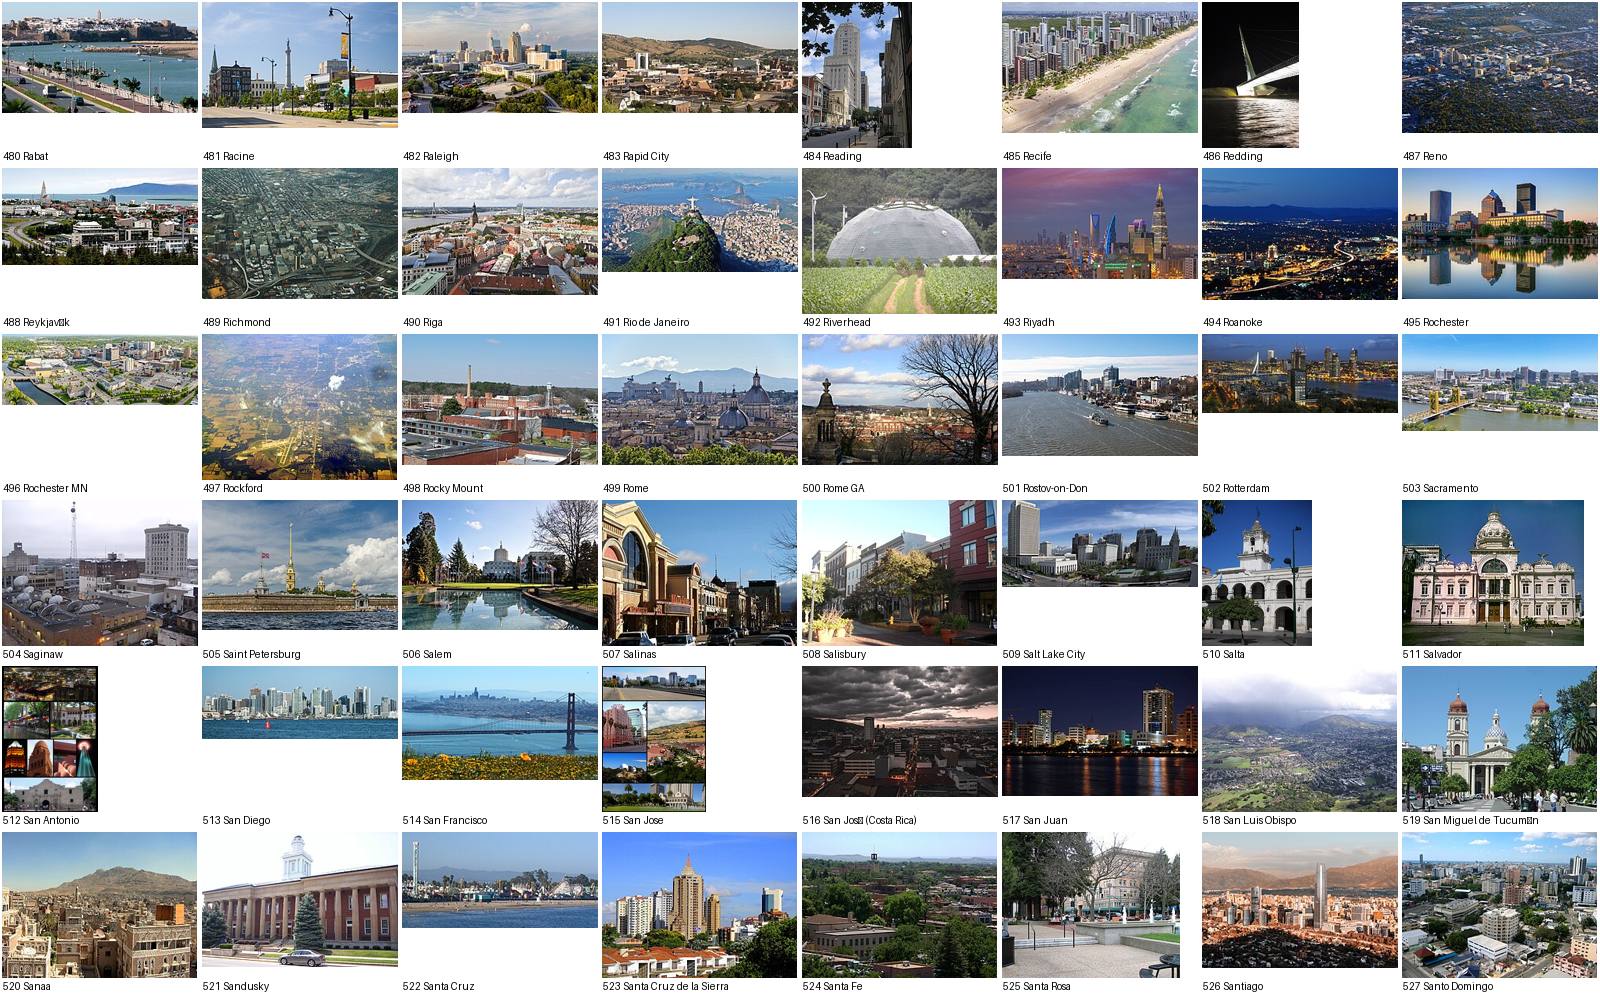 480 Rabat
481 Racine
482 Raleigh
483 Rapid City
484 Reading
485 Recife
486 Redding
487 Reno
488 Reykjav□k
489 Richmond
490 Riga
491 Rio de Janeiro
492 Riverhead
493 Riyadh
494 Roanoke
495 Rochester
496 Rochester MN
497 Rockford
498 Rocky Mount
499 Rome
500 Rome GA
501 Rostov-on-Don
502 Rotterdam
503 Sacramento
504 Saginaw
505 Saint Petersburg
506 Salem
507 Salinas
508 Salisbury
509 Salt Lake City
510 Salta
511 Salvador
512 San Antonio
513 San Diego
514 San Francisco
515 San Jose
516 San Jos□ (Costa Rica)
517 San Juan
518 San Luis Obispo
519 San Miguel de Tucum□n
520 Sanaa
521 Sandusky
522 Santa Cruz
523 Santa Cruz de la Sierra
524 Santa Fe
525 Santa Rosa
526 Santiago
527 Santo Domingo